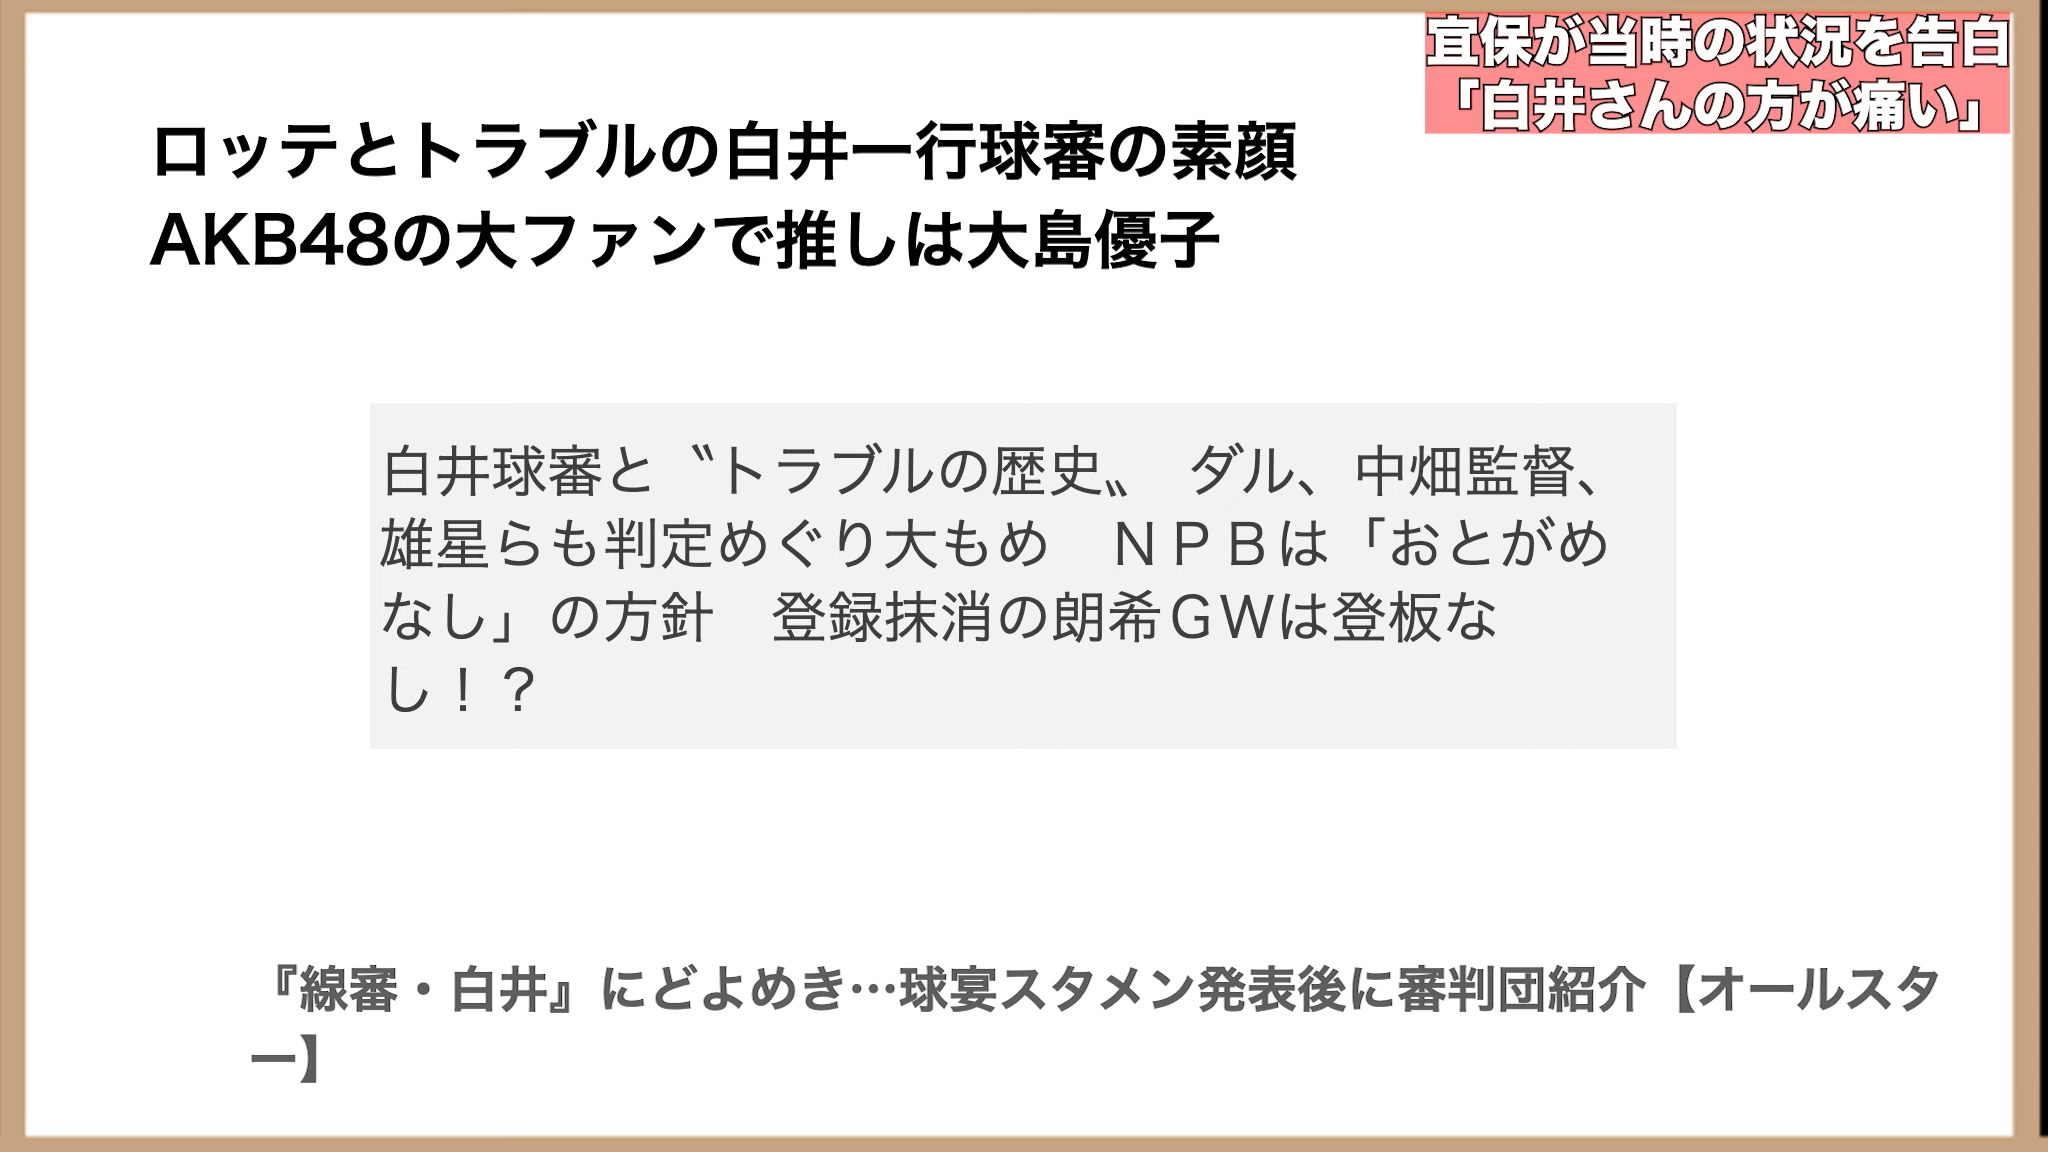 宜保が当時の状況を告白
「白井さんの方が痛い」
ロッテとトラブルの白井一行球審の素顔
AKB48の大ファンで推しは大島優子
白井球審と〝トラブルの歴史〟 ダル、中畑監督、
雄星らも判定めぐり大もめ　ＮＰＢは「おとがめ
なし」の方針　登録抹消の朗希ＧＷは登板な
し！？
『線審・白井』にどよめき…球宴スタメン発表後に審判団紹介【オールスタ
ー】